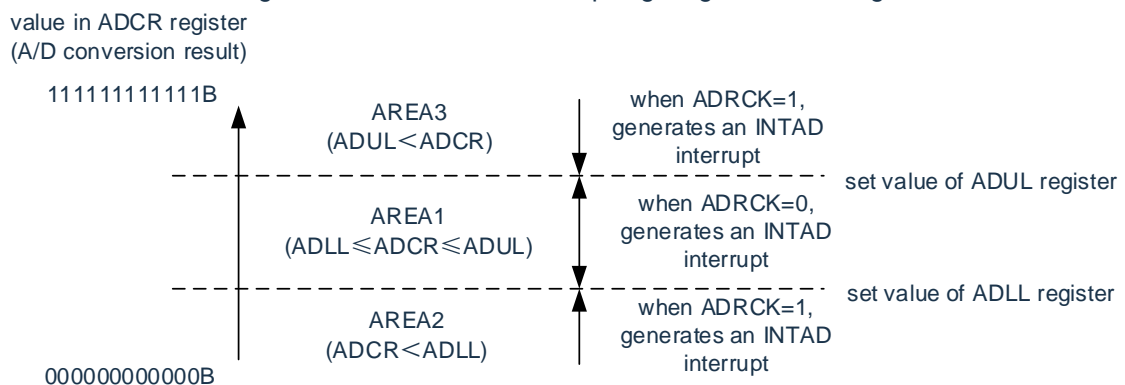 value in ADCR register
(A/D conversion result)
111111111111B
AREA3
(ADUL<ADCR)
when ADRCK=1,
generates an INTAD
interrupt
set value of ADUL register
AREA1
(ADLL≤ADCR≤ADUL)
when ADRCK=0,
generates an INTAD
interrupt
set value of ADLL register
AREA2
(ADCR<ADLL)
when ADRCK=1,
generates an INTAD
interrupt
000000000000B